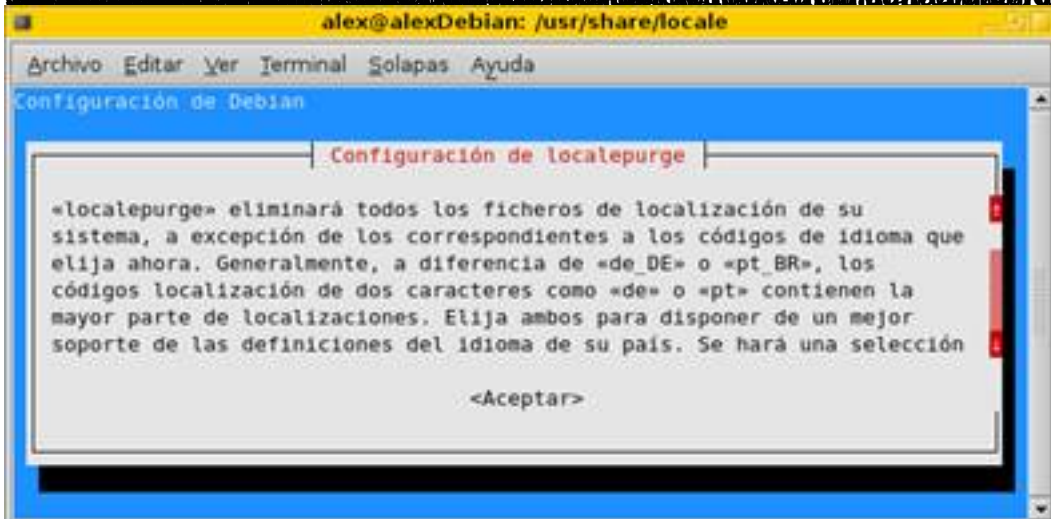 alex@alexDebian: /usr/share/locale
Archivo Editar Ver Terminal Solapas Ayuda
Configuración de Debian
Configuración de localepurge
«localepurge» eliminará todos los ficheros de localización de su
sistema, a excepción de los correspondientes a los códigos de idioma que
elija ahora. Generalmente, a diferencia de «de_DE» o «pt_BR», los
códigos localización de dos caracteres como «de» o «pt» contienen la
mayor parte de localizaciones. Elija ambos para disponer de un mejor
soporte de las definiciones del idioma de su país. Se hará una selección
<Aceptar>